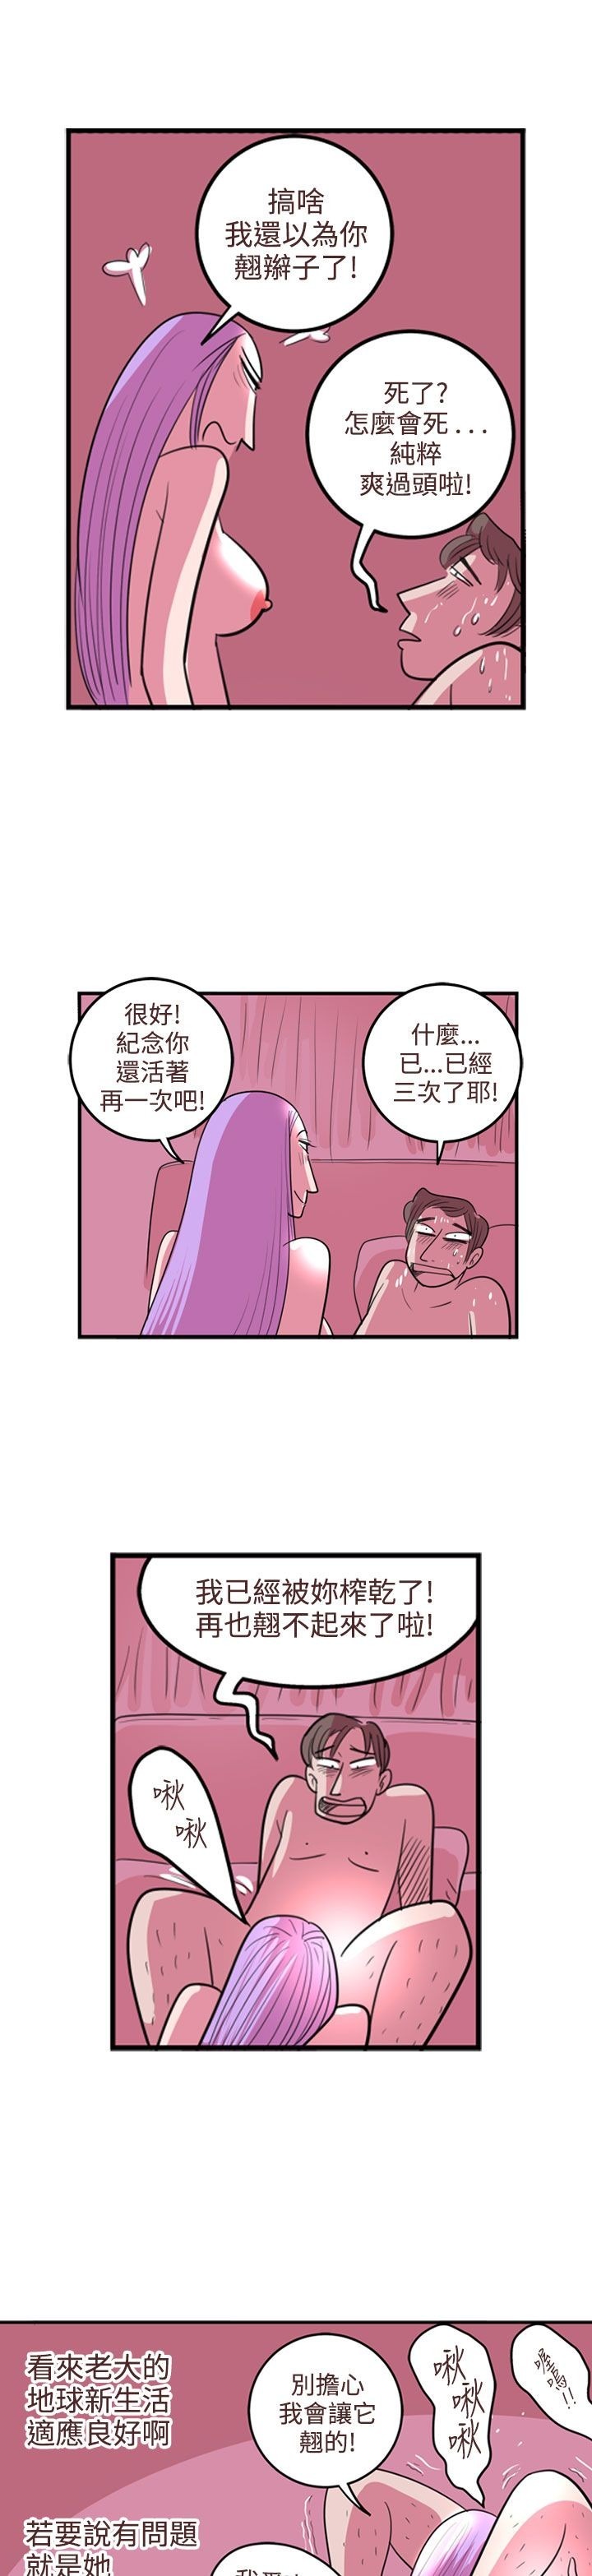 搞啥
我還以為你
翹辮子了!
死了?
怎麼會死...
純粹
爽過頭啦!
很好!
紀念你
還活著
再一次吧!
什麼...
已...已經
三次了耶!
我已經被妳榨乾了!
再也翹不起來了啦!
啾
啾
喔嗚!!
啾
啾
啾
別擔心
我會讓它
翹的!
看來老大的
地球新生活
適應良好啊
若要說有問題
就是她